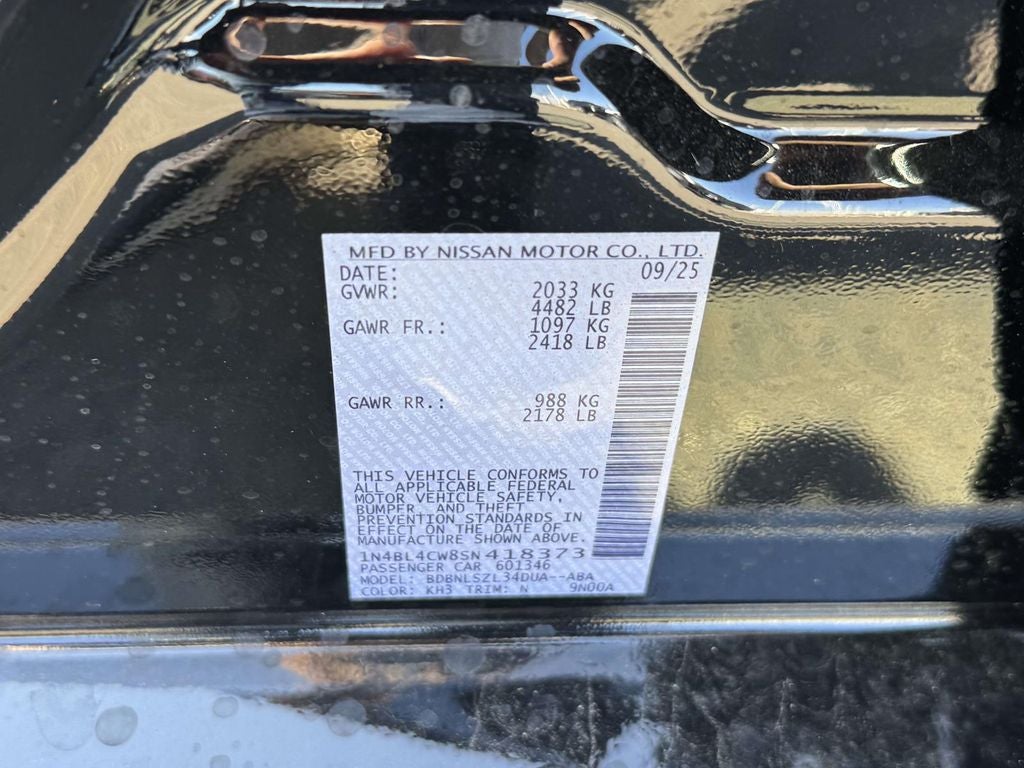 MFD BY NISSAN MOTOR CO., LTD.
DATE: 09/25
GVWR: 2033 KG
4482 LB
GAWR FR.: 1097 KG
2418 LB
GAWR RR.: 988 KG
2178 LB
THIS VEHICLE CONFORMS TO
ALL APPLICABLE FEDERAL
MOTOR VEHICLE SAFETY,
BUMPER, AND THEFT
PREVENTION STANDARDS IN
EFFECT ON THE DATE OF
MANUFACTURE SHOWN ABOVE.
1N4BL4CW8SN418373
PASSENGER CAR 601346
MODEL: BDBNLSZL34DUA--ABA
COLOR: KH3 TRIM: N 9N00A